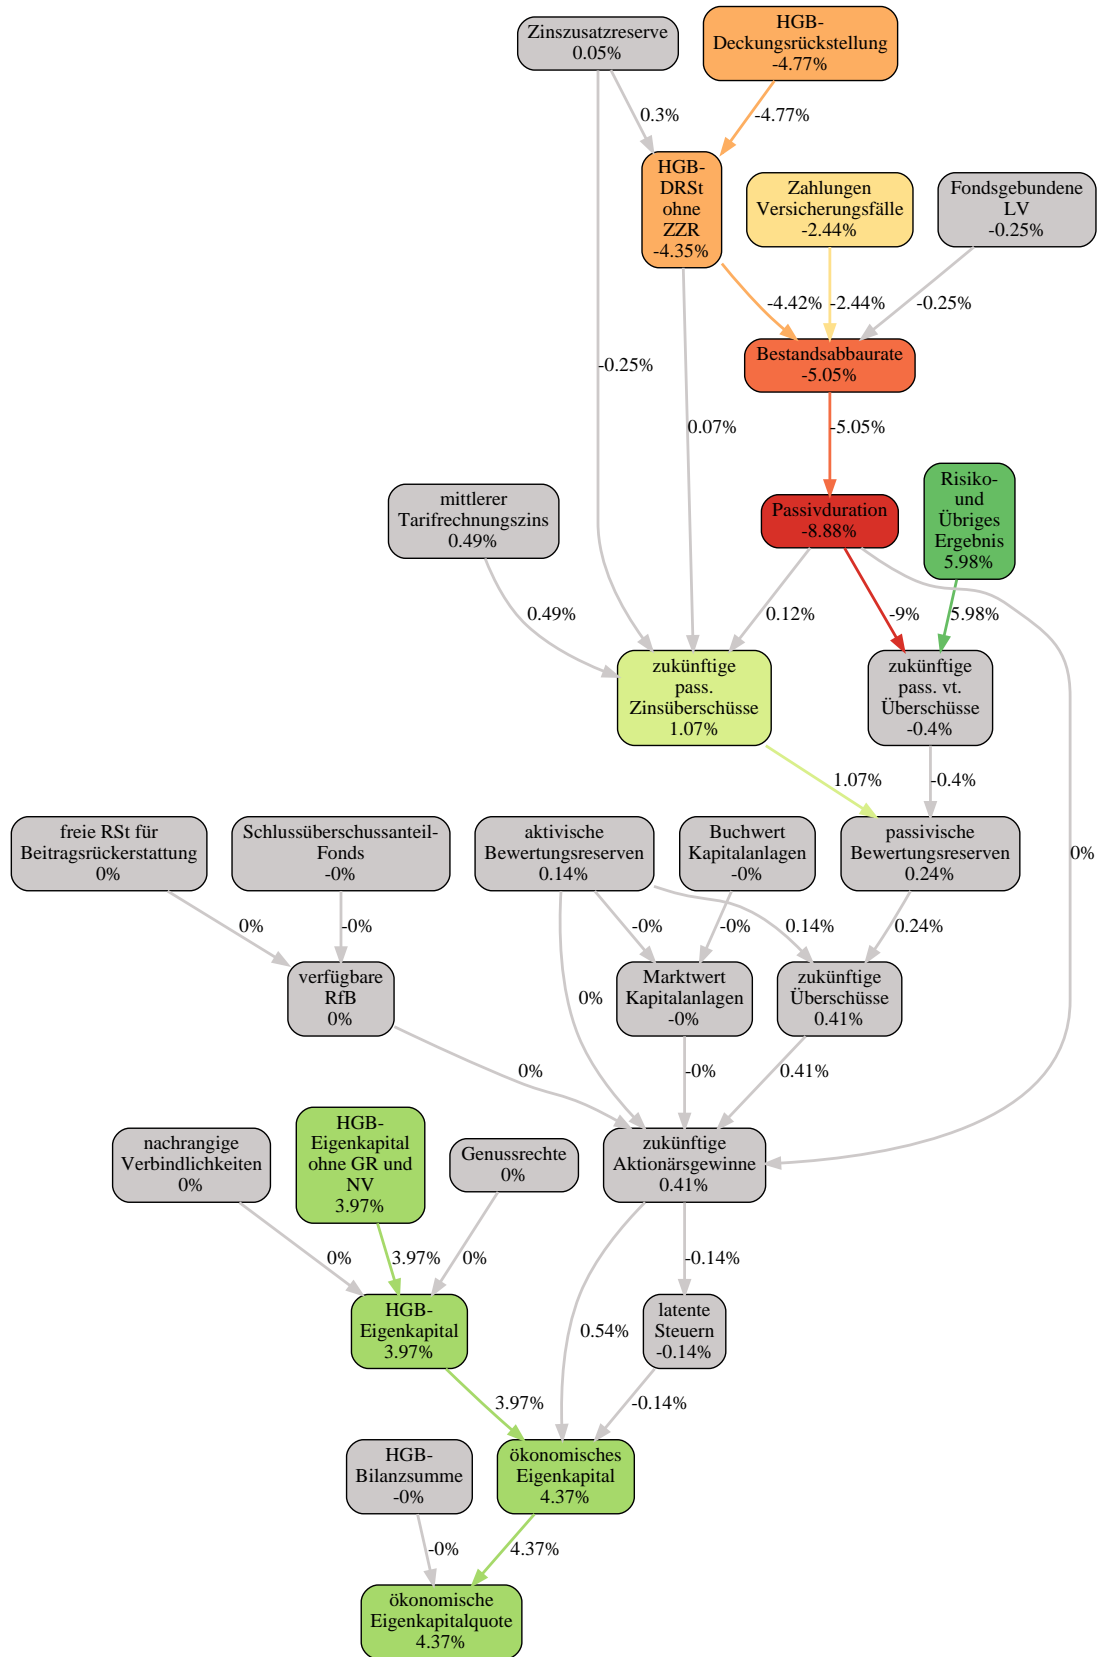 Zinszusatzreserve
0.05%
HGB-
Deckungsrückstellung
-4.77%
0.3%
-4.77%
HGB-
DRSt
ohne
ZZR
-4.35%
Zahlungen
Versicherungsfälle
-2.44%
Fondsgebundene
LV
-0.25%
-4.42%
-2.44%
-0.25%
Bestandsabbaurate
-5.05%
-0.25%
0.07%
-5.05%
mittlerer
Tarifrechnungszins
0.49%
Passivduration
-8.88%
Risiko-
und
Übriges
Ergebnis
5.98%
0.49%
0.12%
-9%
5.98%
zukünftige
pass.
Zinsüberschüsse
1.07%
zukünftige
pass. vt.
Überschüsse
-0.4%
1.07%
-0.4%
freie RSt für
Beitragsrückerstattung
0%
Schlussüberschussanteil-
Fonds
-0%
aktivische
Bewertungsreserven
0.14%
Buchwert
Kapitalanlagen
-0%
passivische
Bewertungsreserven
0.24%
0%
0%
-0%
-0%
-0%
0.14%
0.24%
verfügbare
RfB
0%
0%
Marktwert
Kapitalanlagen
-0%
zukünftige
Überschüsse
0.41%
0%
-0%
0.41%
nachrangige
Verbindlichkeiten
0%
HGB-
Eigenkapital
ohne GR und
NV
3.97%
Genussrechte
0%
zukünftige
Aktionärsgewinne
0.41%
0%
3.97%
0%
-0.14%
HGB-
Eigenkapital
3.97%
0.54%
latente
Steuern
-0.14%
3.97%
-0.14%
HGB-
Bilanzsumme
-0%
ökonomisches
Eigenkapital
4.37%
-0%
4.37%
ökonomische
Eigenkapitalquote
4.37%